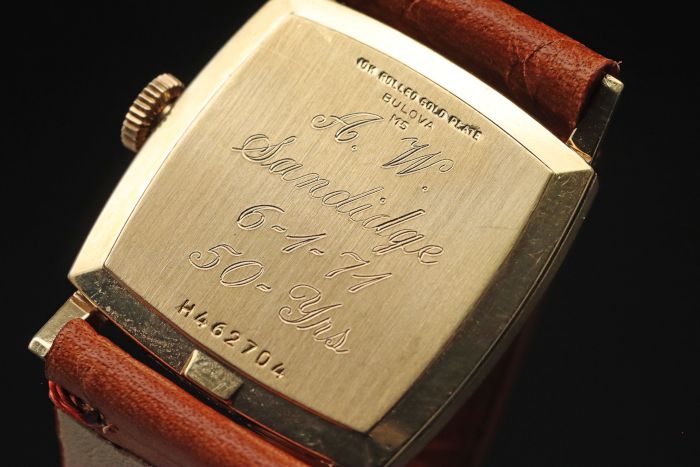 10K ROLLED GOLD PLATE
BULOVA
M5
A. W.
Sandidge
6-1-71
50-Yrs
H462704